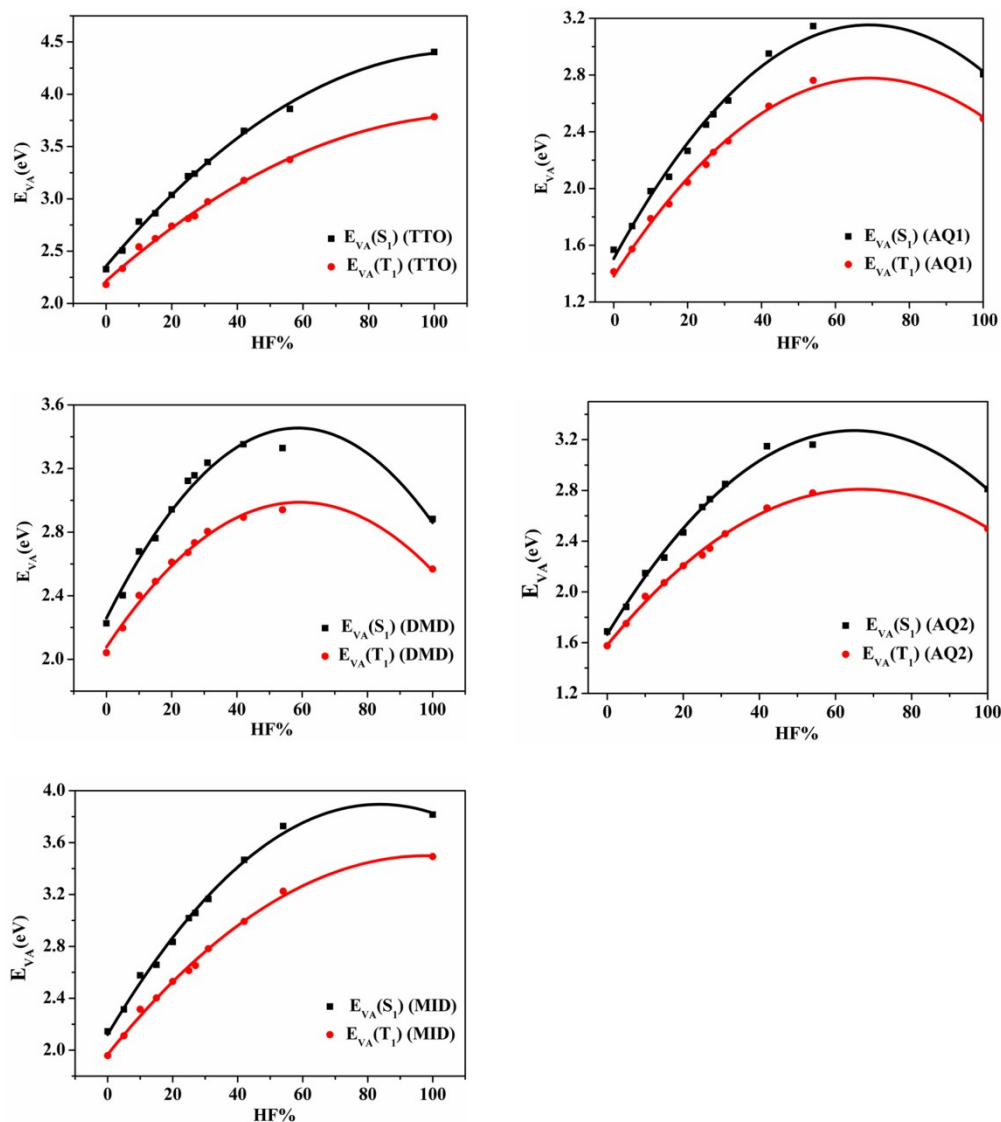 E_VA(eV)
4.5
4.0
3.5
3.0
2.5
2.0
E_VA(S_1) (TTO)
E_VA(T_1) (TTO)
0 20 40 60 80 100
HF%
E_VA(eV)
3.2
2.8
2.4
2.0
1.6
1.2
E_VA(S_1) (AQ1)
E_VA(T_1) (AQ1)
0 20 40 60 80 100
HF%
E_VA(eV)
3.6
3.2
2.8
2.4
2.0
E_VA(S_1) (DMD)
E_VA(T_1) (DMD)
0 20 40 60 80 100
HF%
E_VA(eV)
3.2
2.8
2.4
2.0
1.6
1.2
E_VA(S_1) (AQ2)
E_VA(T_1) (AQ2)
0 20 40 60 80 100
HF%
E_VA(eV)
4.0
3.6
3.2
2.8
2.4
2.0
E_VA(S_1) (MID)
E_VA(T_1) (MID)
0 20 40 60 80 100
HF%